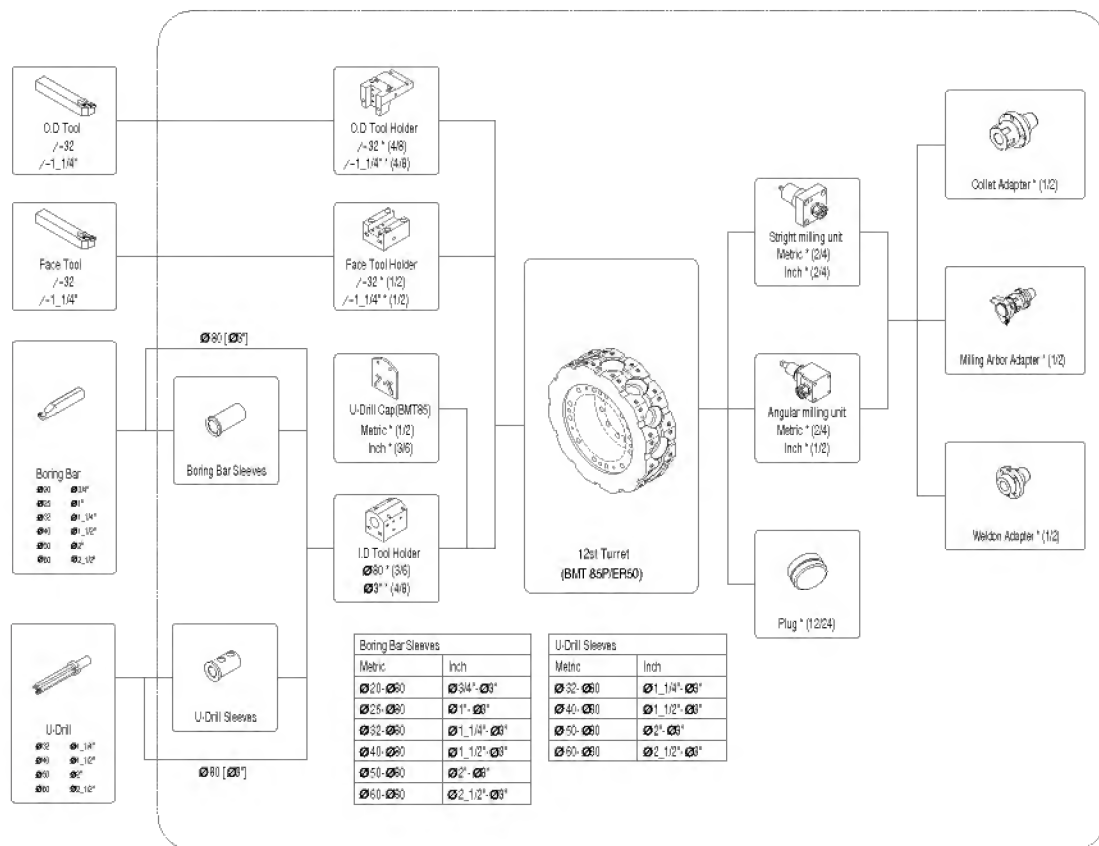 O.D Tool
/-32
/-1_1/4"
O.D Tool Holder
/-32 * (4/8)
/-1_1/4" * (4/8)
Collet Adapter * (1/2)
Face Tool
/-32
/-1_1/4"
Face Tool Holder
/-32 * (1/2)
/-1_1/4" * (1/2)
Stright milling unit
Metric * (2/4)
Inch * (2/4)
Milling Arbor Adapter * (1/2)
Ø80 [Ø3"]
Boring Bar
Ø20 Ø3/4"
Ø25 Ø1"
Ø32 Ø1_1/4"
Ø40 Ø1_1/2"
Ø50 Ø2"
Ø60 Ø2_1/2"
Boring Bar Sleeves
U-Drill Cap(BMT85)
Metric * (1/2)
Inch * (3/6)
I.D Tool Holder
Ø80 * (3/6)
Ø3" * (4/8)
12st Turret
(BMT 85P/ER50)
Angular milling unit
Metric * (2/4)
Inch * (1/2)
Weldon Adapter * (1/2)
Plug * (12/24)
U-Drill
Ø32 Ø1_1/4"
Ø40 Ø1_1/2"
Ø50 Ø2"
Ø60 Ø2_1/2"
U-Drill Sleeves
Ø80 [Ø3"]
Boring Bar Sleeves
Metric Inch
Ø20-Ø80 Ø3/4"-Ø3"
Ø25-Ø80 Ø1"-Ø3"
Ø32-Ø80 Ø1_1/4"-Ø3"
Ø40-Ø80 Ø1_1/2"-Ø3"
Ø50-Ø80 Ø2"-Ø3"
Ø60-Ø80 Ø2_1/2"-Ø3"
U-Drill Sleeves
Metric Inch
Ø32-Ø80 Ø1_1/4"-Ø3"
Ø40-Ø80 Ø1_1/2"-Ø3"
Ø50-Ø80 Ø2"-Ø3"
Ø60-Ø80 Ø2_1/2"-Ø3"